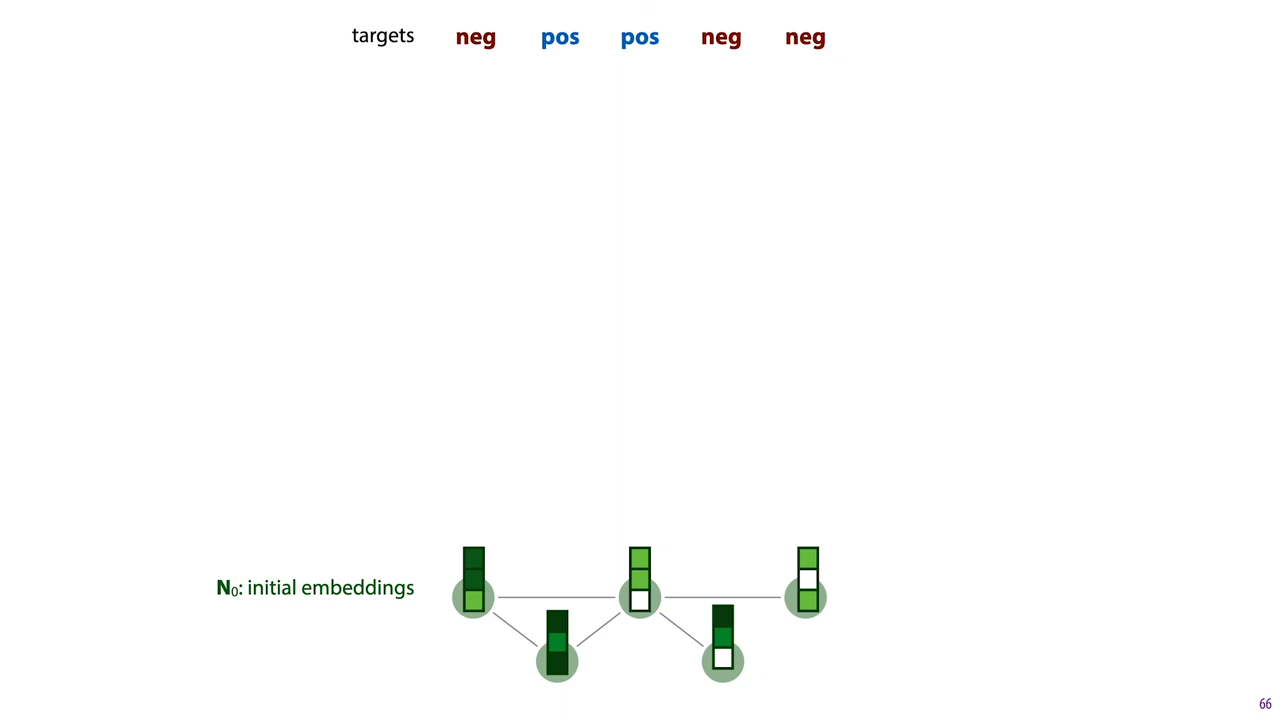 targets neg pos pos neg neg
N₀: initial embeddings
66